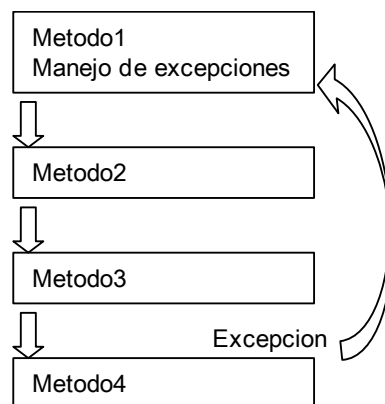 Metodo1
Manejo de excepciones
Metodo2
Metodo3
Excepcion
Metodo4